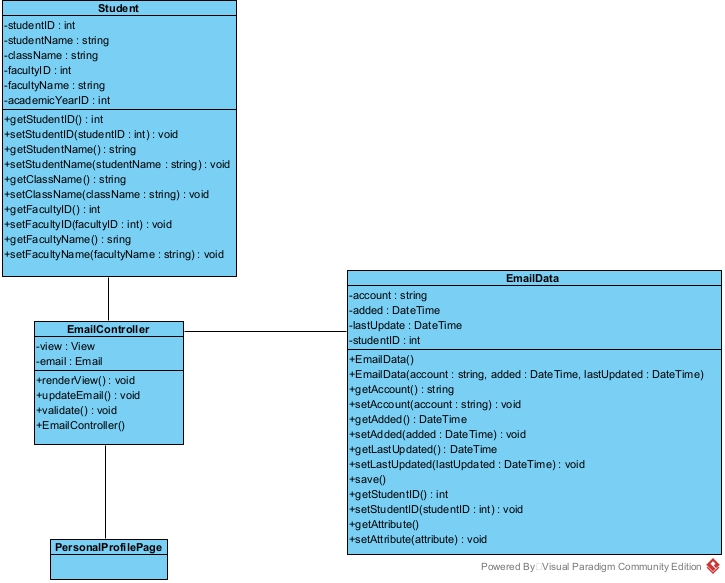 Student
-studentID : int
-studentName : string
-className : string
-facultyID : int
-facultyName : string
-academicYearID : int
+getStudentID() : int
+setStudentID(studentID : int) : void
+getStudentName() : string
+setStudentName(studentName : string) : void
+getClassName() : string
+setClassName(className : string) : void
+getFacultyID() : int
+setFacultyID(facultyID : int) : void
+getFacultyName() : sring
+setFacultyName(facultyName : string) : void
EmailController
-view : View
-email : Email
+renderView() : void
+updateEmail() : void
+validate() : void
+EmailController()
PersonalProfilePage
EmailData
-account : string
-added : DateTime
-lastUpdate : DateTime
-studentID : int
+EmailData()
+EmailData(account : string, added : DateTime, lastUpdated : DateTime)
+getAccount() : string
+setAccount(account : string) : void
+getAdded() : DateTime
+setAdded(added : DateTime) : void
+getLastUpdated() : DateTime
+setLastUpdated(lastUpdated : DateTime) : void
+save()
+getStudentID() : int
+setStudentID(studentID : int) : void
+getAttribute()
+setAttribute(attribute) : void
Powered By Visual Paradigm Community Edition